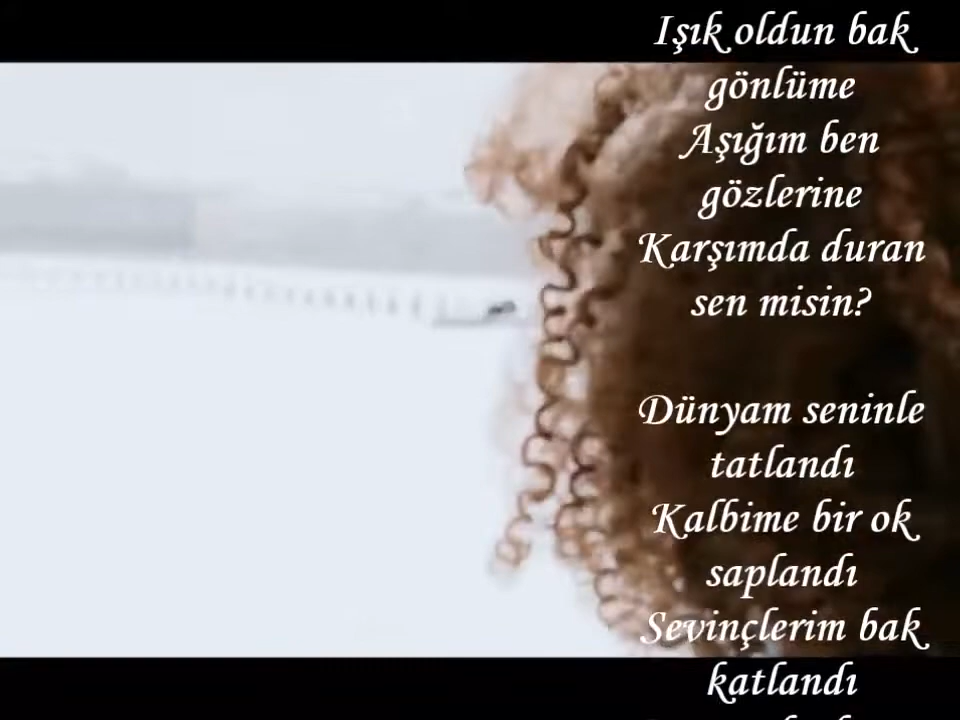 Işık oldun bak
gönlüme
Aşığım ben
gözlerine
Karşımda duran
sen misin?
Dünyam seninle
tatlandı
Kalbime bir ok
saplandı
Sevinçlerim bak
katlandı